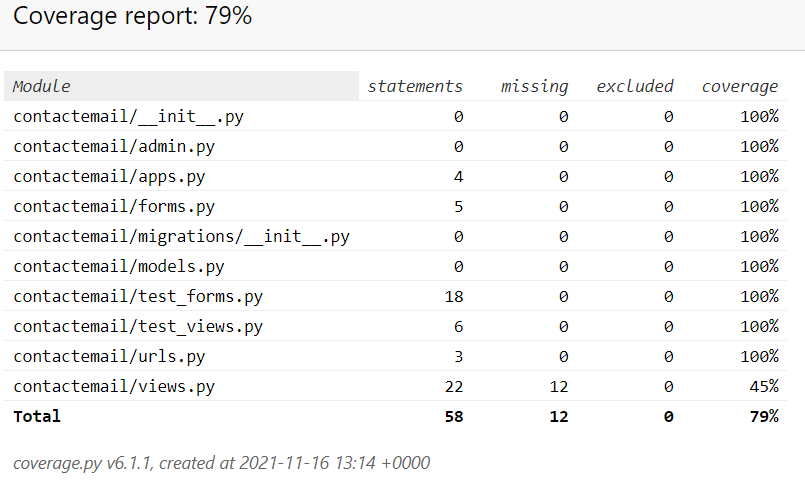 Coverage report: 79%
Module statements missing excluded coverage
contactemail/__init__.py 0 0 0 100%
contactemail/admin.py 0 0 0 100%
contactemail/apps.py 4 0 0 100%
contactemail/forms.py 5 0 0 100%
contactemail/migrations/__init__.py 0 0 0 100%
contactemail/models.py 0 0 0 100%
contactemail/test_forms.py 18 0 0 100%
contactemail/test_views.py 6 0 0 100%
contactemail/urls.py 3 0 0 100%
contactemail/views.py 22 12 0 45%
Total 58 12 0 79%
coverage.py v6.1.1, created at 2021-11-16 13:14 +0000